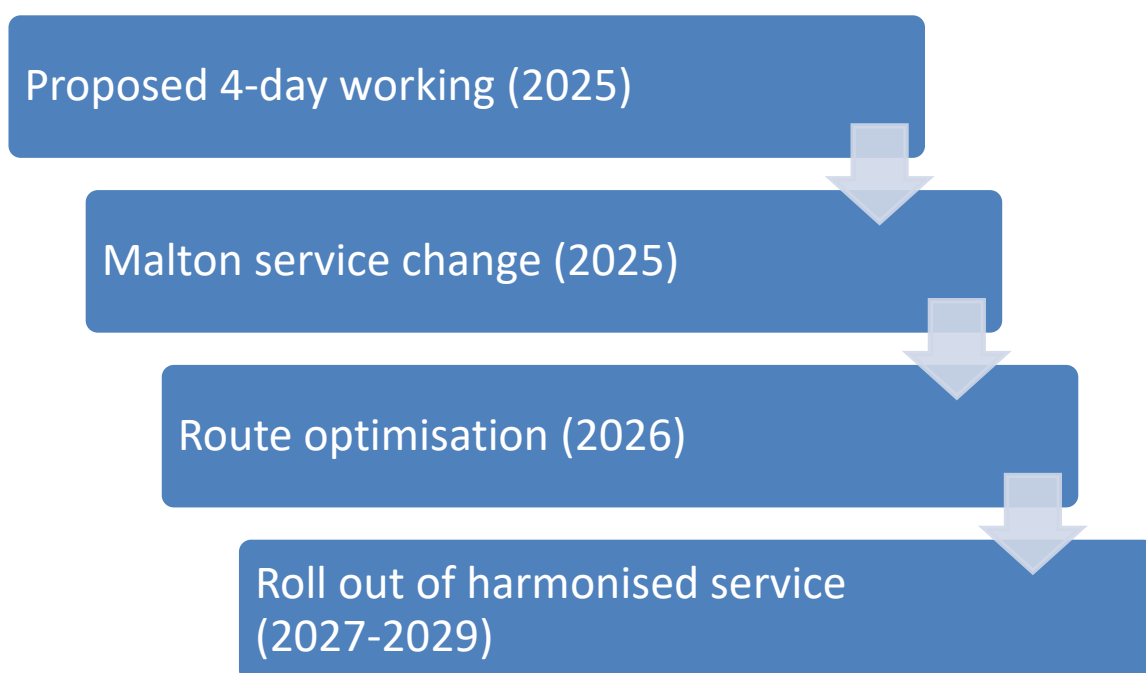 Proposed 4-day working (2025)
Malton service change (2025)
Route optimisation (2026)
Roll out of harmonised service
(2027-2029)